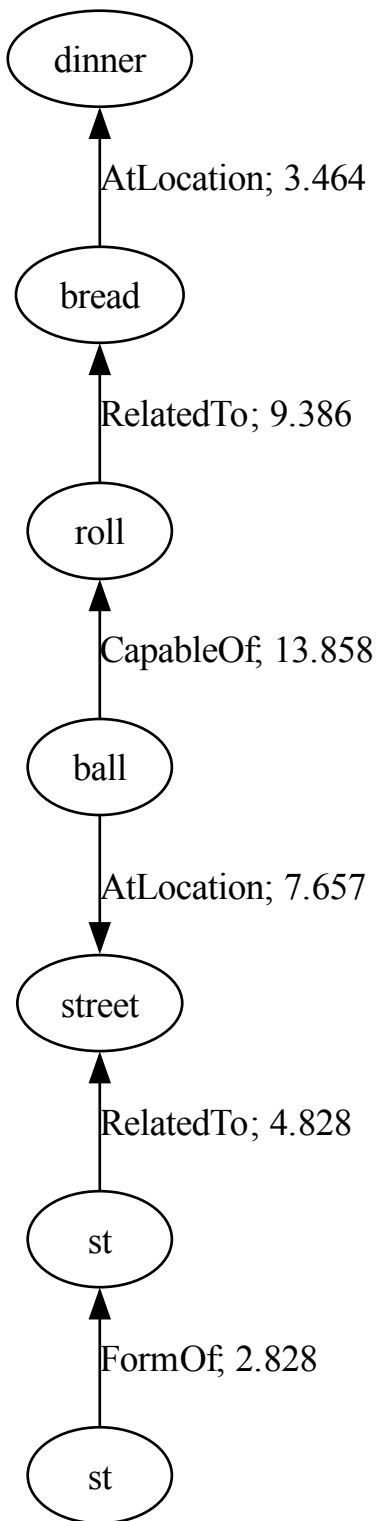 dinner
AtLocation; 3.464
bread
RelatedTo; 9.386
roll
CapableOf; 13.858
ball
AtLocation; 7.657
street
RelatedTo; 4.828
st
FormOf; 2.828
st